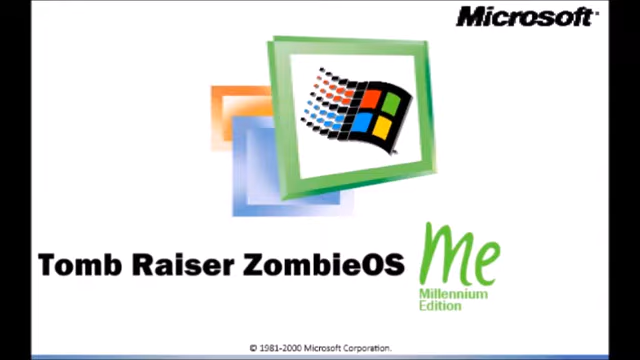 Microsoft
Tomb Raiser ZombieOS Me
Millennium
Edition
© 1981-2000 Microsoft Corporation.